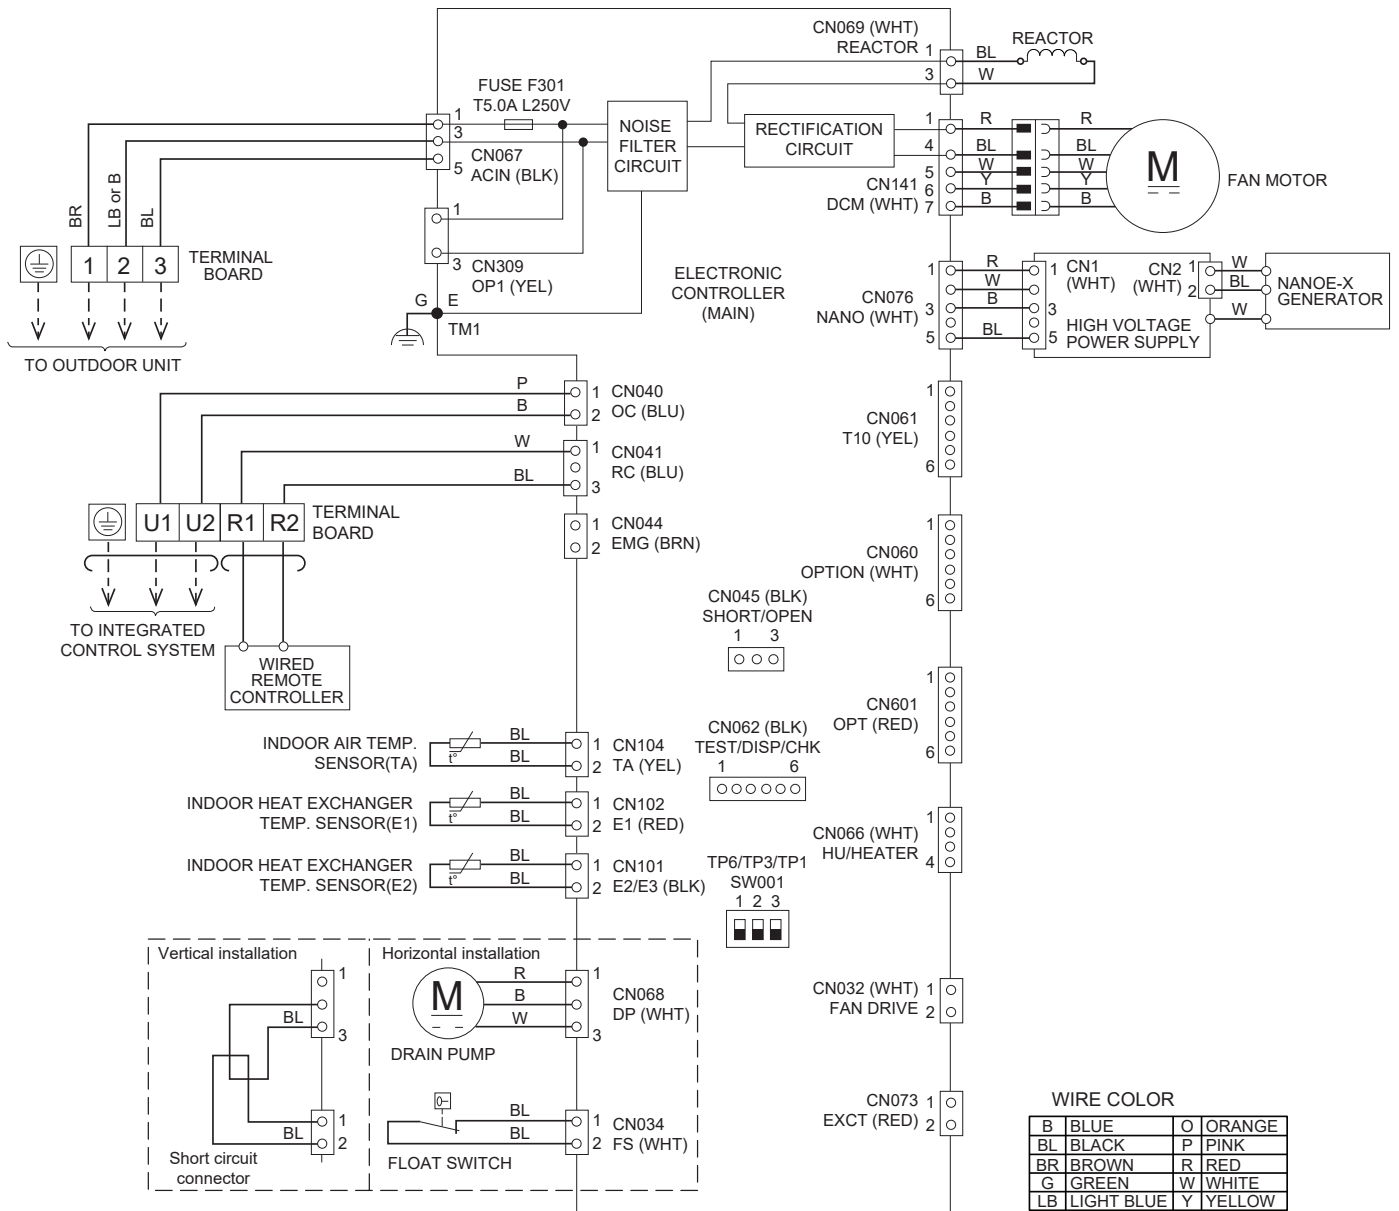 CN069 (WHT)
REACTOR
1
3
BL
W
REACTOR
FUSE F301
T5.0A L250V
1
3
5
CN067
ACIN (BLK)
NOISE
FILTER
CIRCUIT
RECTIFICATION
CIRCUIT
1
4
5
6
7
CN141
DCM (WHT)
R
BL
W
Y
B
R
BL
W
Y
B
M
FAN MOTOR
BR
LB or B
BL
1
2
3
TERMINAL
BOARD
TO OUTDOOR UNIT
1
3
CN309
OP1 (YEL)
G
E
TM1
ELECTRONIC
CONTROLLER
(MAIN)
CN076
NANO (WHT)
1
3
5
R
W
B
BL
1
3
5
CN1
(WHT)
CN2
(WHT)
1
2
HIGH VOLTAGE
POWER SUPPLY
W
BL
W
NANOE-X
GENERATOR
P
B
1
2
CN040
OC (BLU)
W
BL
1
3
CN041
RC (BLU)
U1
U2
R1
R2
TERMINAL
BOARD
1
2
CN044
EMG (BRN)
TO INTEGRATED
CONTROL SYSTEM
WIRED
REMOTE
CONTROLLER
CN061
T10 (YEL)
1
6
CN060
OPTION (WHT)
1
6
CN045 (BLK)
SHORT/OPEN
1 3
CN601
OPT (RED)
1
6
CN062 (BLK)
TEST/DISP/CHK
1 6
INDOOR AIR TEMP.
SENSOR(TA)
t°
BL
BL
1
2
CN104
TA (YEL)
INDOOR HEAT EXCHANGER
TEMP. SENSOR(E1)
t°
BL
BL
1
2
CN102
E1 (RED)
INDOOR HEAT EXCHANGER
TEMP. SENSOR(E2)
t°
BL
BL
1
2
CN101
E2/E3 (BLK)
CN066 (WHT)
HU/HEATER
1
4
TP6/TP3/TP1
SW001
1 2 3
Vertical installation
1
3
BL
1
2
BL
Short circuit
connector
Horizontal installation
M
DRAIN PUMP
R
B
W
1
3
CN068
DP (WHT)
FLOAT SWITCH
BL
BL
1
2
CN034
FS (WHT)
CN032 (WHT)
FAN DRIVE
1
2
CN073
EXCT (RED)
1
2
WIRE COLOR
B BLUE O ORANGE
BL BLACK P PINK
BR BROWN R RED
G GREEN W WHITE
LB LIGHT BLUE Y YELLOW